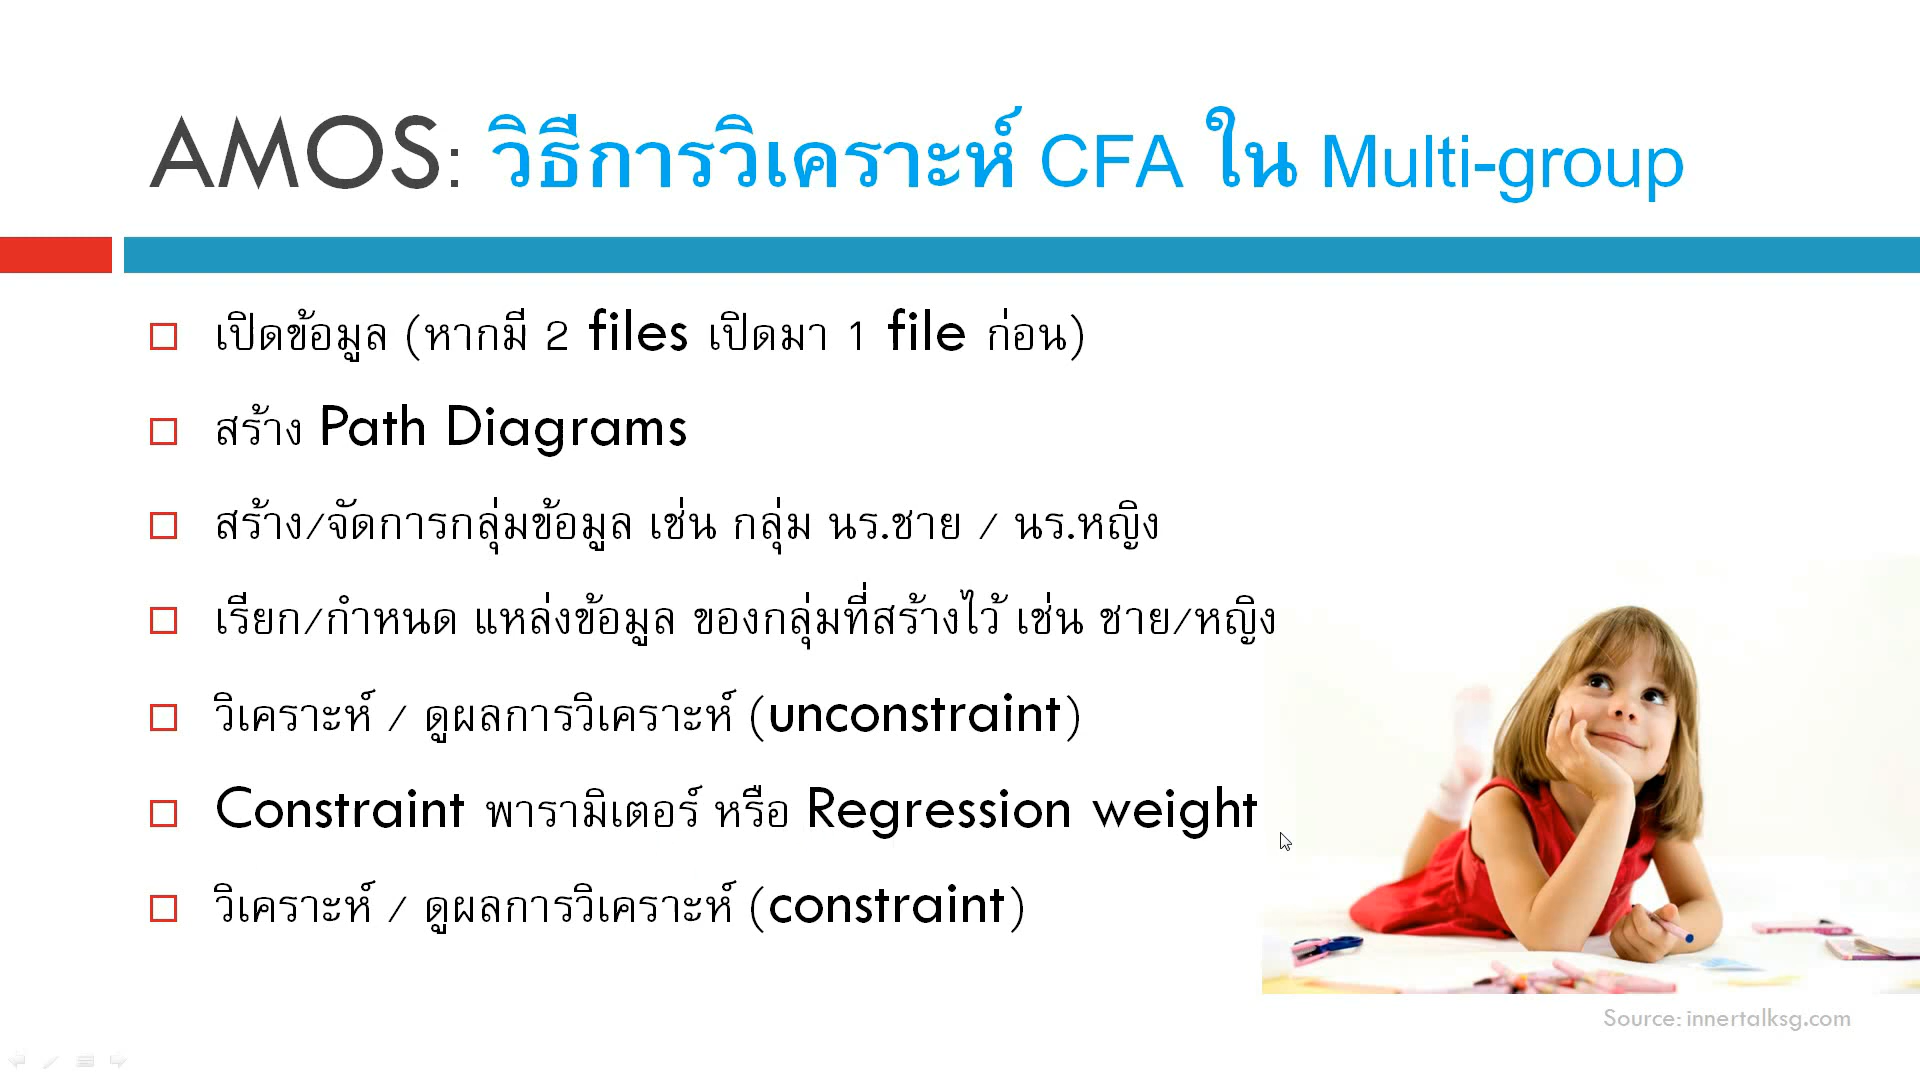 AMOS: วิธีการวิเคราะห์ CFA ใน Multi-group
เปิดข้อมูล (หากมี 2 files เปิดมา 1 file ก่อน)
สร้าง Path Diagrams
สร้าง/จัดการกลุ่มข้อมูล เช่น กลุ่ม นร.ชาย / นร.หญิง
เรียก/กำหนด แหล่งข้อมูล ของกลุ่มที่สร้างไว้ เช่น ชาย/หญิง
วิเคราะห์ / ดูผลการวิเคราะห์ (unconstraint)
Constraint พารามิเตอร์ หรือ Regression weight
วิเคราะห์ / ดูผลการวิเคราะห์ (constraint)
Source: innertalksg.com